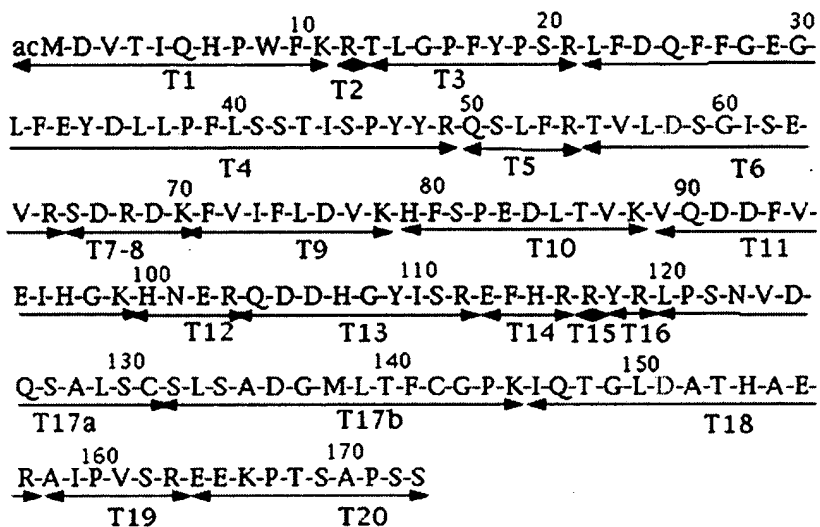 10 20 30
acM-D-V-T-I-Q-H-P-W-F-K-R-T-L-G-P-F-Y-P-S-R-L-F-D-Q-F-F-G-E-G-
T1 T2 T3
40 50 60
L-F-E-Y-D-L-L-P-F-L-S-S-T-I-S-P-Y-Y-R-Q-S-L-F-R-T-V-L-D-S-G-I-S-E-
T4 T5 T6
70 80 90
V-R-S-D-R-D-K-F-V-I-F-L-D-V-K-H-F-S-P-E-D-L-T-V-K-V-Q-D-D-F-V-
T7-8 T9 T10 T11
100 110 120
E-I-H-G-K-H-N-E-R-Q-D-D-H-G-Y-I-S-R-E-F-H-R-R-Y-R-L-P-S-N-V-D-
T12 T13 T14 T15 T16
130 140 150
Q-S-A-L-S-C-S-L-S-A-D-G-M-L-T-F-C-G-P-K-I-Q-T-G-L-D-A-T-H-A-E-
T17a T17b T18
160 170
R-A-I-P-V-S-R-E-E-K-P-T-S-A-P-S-S
T19 T20